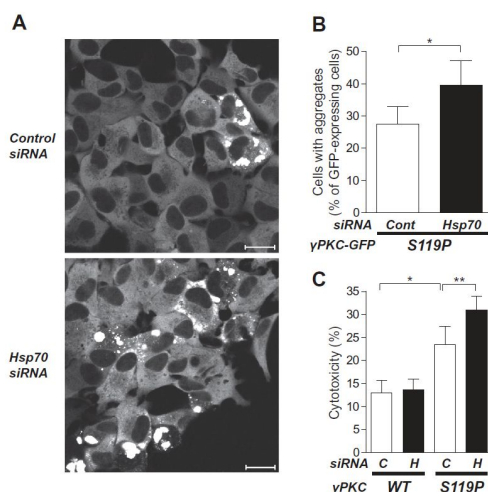 A
Control
siRNA
Hsp70
siRNA
B
Cells with aggregates
(% of GFP-expressing cells)
50
40
30
20
10
0
*
siRNA Cont Hsp70
γPKC-GFP S119P
C
Cytotoxicity (%)
35
30
25
20
15
10
5
0
* **
siRNA C H C H
γPKC WT S119P